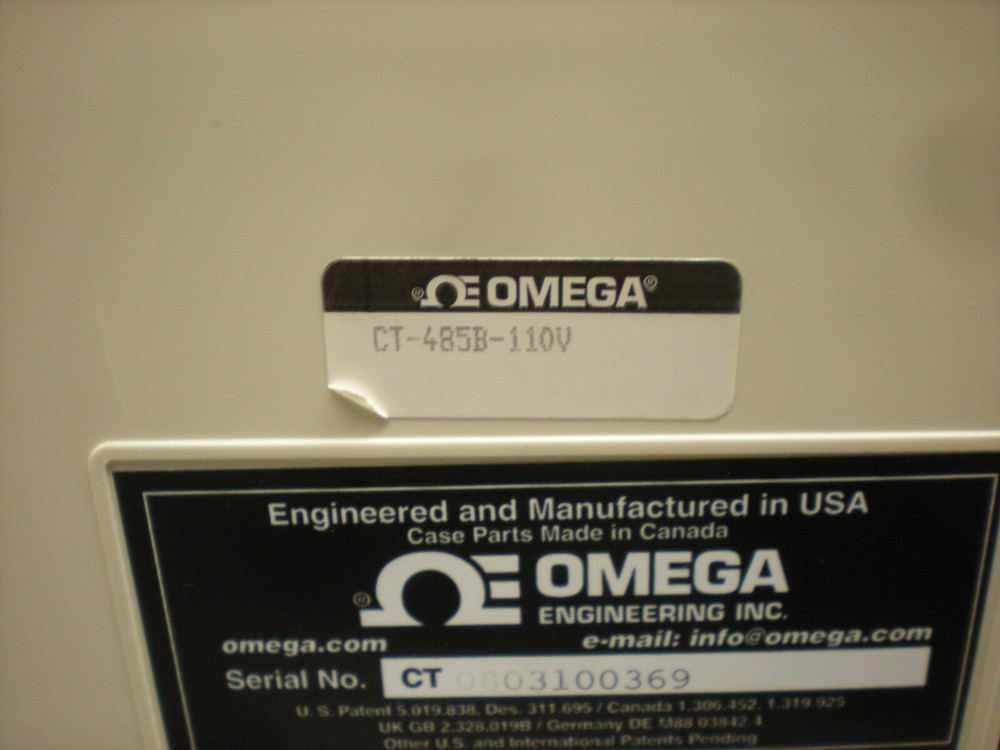 ® ΩE OMEGA®
CT-485B-110V
Engineered and Manufactured in USA
Case Parts Made in Canada
® ΩE OMEGA
ENGINEERING INC.
omega.com e-mail: info@omega.com
Serial No. CT 0803100369
U.S. Patent 5.019.838, Des. 311.695 / Canada 1.306.452, 1.319.925
UK GB 2.328.019B / Germany DE M88 03842.4
Other U.S. and International Patents Pending